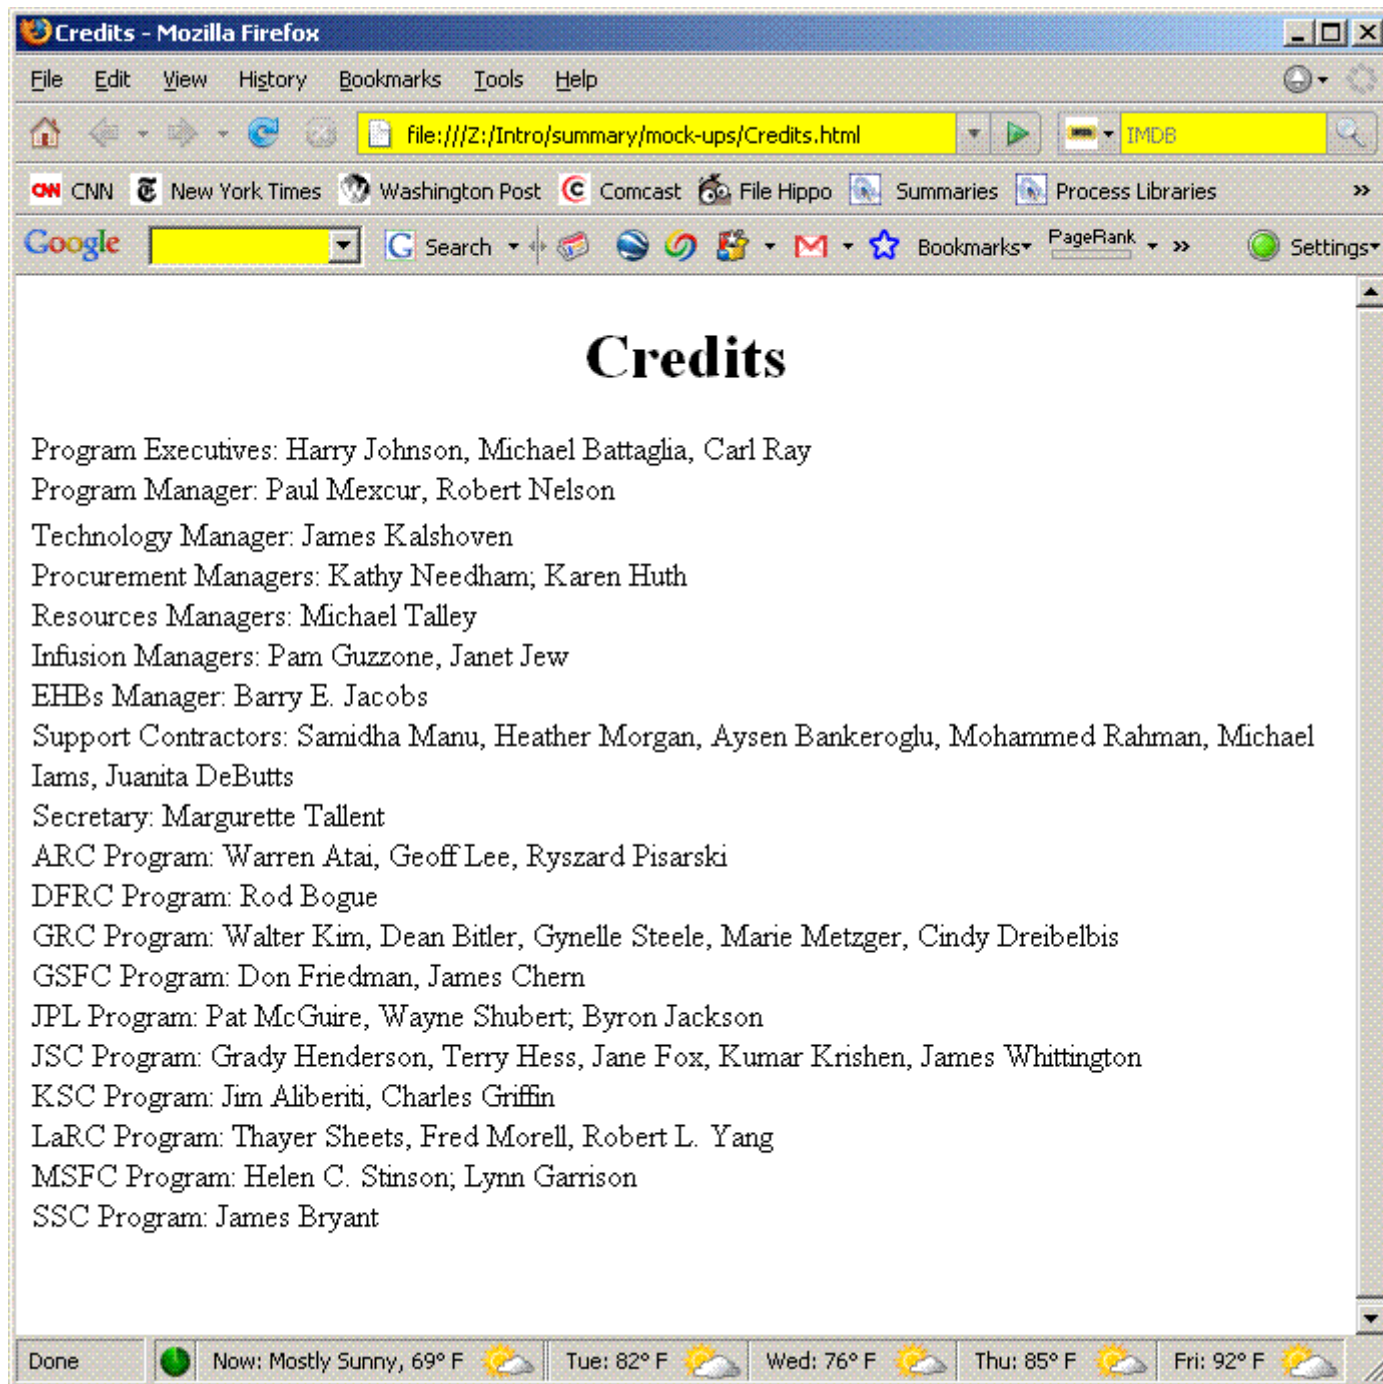 Credits - Mozilla Firefox
File Edit View History Bookmarks Tools Help
file:///Z:/Intro/summary/mock-ups/Credits.html IMDB
CNN CNN New York Times Washington Post Comcast File Hippo Summaries Process Libraries »
Google G Search Bookmarks PageRank » Settings
Credits
Program Executives: Harry Johnson, Michael Battaglia, Carl Ray
Program Manager: Paul Mexcur, Robert Nelson
Technology Manager: James Kalshoven
Procurement Managers: Kathy Needham; Karen Huth
Resources Managers: Michael Talley
Infusion Managers: Pam Guzzone, Janet Jew
EHBs Manager: Barry E. Jacobs
Support Contractors: Samidha Manu, Heather Morgan, Aysen Bankeroglu, Mohammed Rahman, Michael
Iams, Juanita DeButts
Secretary: Margurette Tallent
ARC Program: Warren Atai, Geoff Lee, Ryszard Pisarski
DFRC Program: Rod Bogue
GRC Program: Walter Kim, Dean Bitler, Gynelle Steele, Marie Metzger, Cindy Dreibelbis
GSFC Program: Don Friedman, James Chern
JPL Program: Pat McGuire, Wayne Shubert; Byron Jackson
JSC Program: Grady Henderson, Terry Hess, Jane Fox, Kumar Krishen, James Whittington
KSC Program: Jim Aliberiti, Charles Griffin
LaRC Program: Thayer Sheets, Fred Morell, Robert L. Yang
MSFC Program: Helen C. Stinson; Lynn Garrison
SSC Program: James Bryant
Done Now: Mostly Sunny, 69° F Tue: 82° F Wed: 76° F Thu: 85° F Fri: 92° F